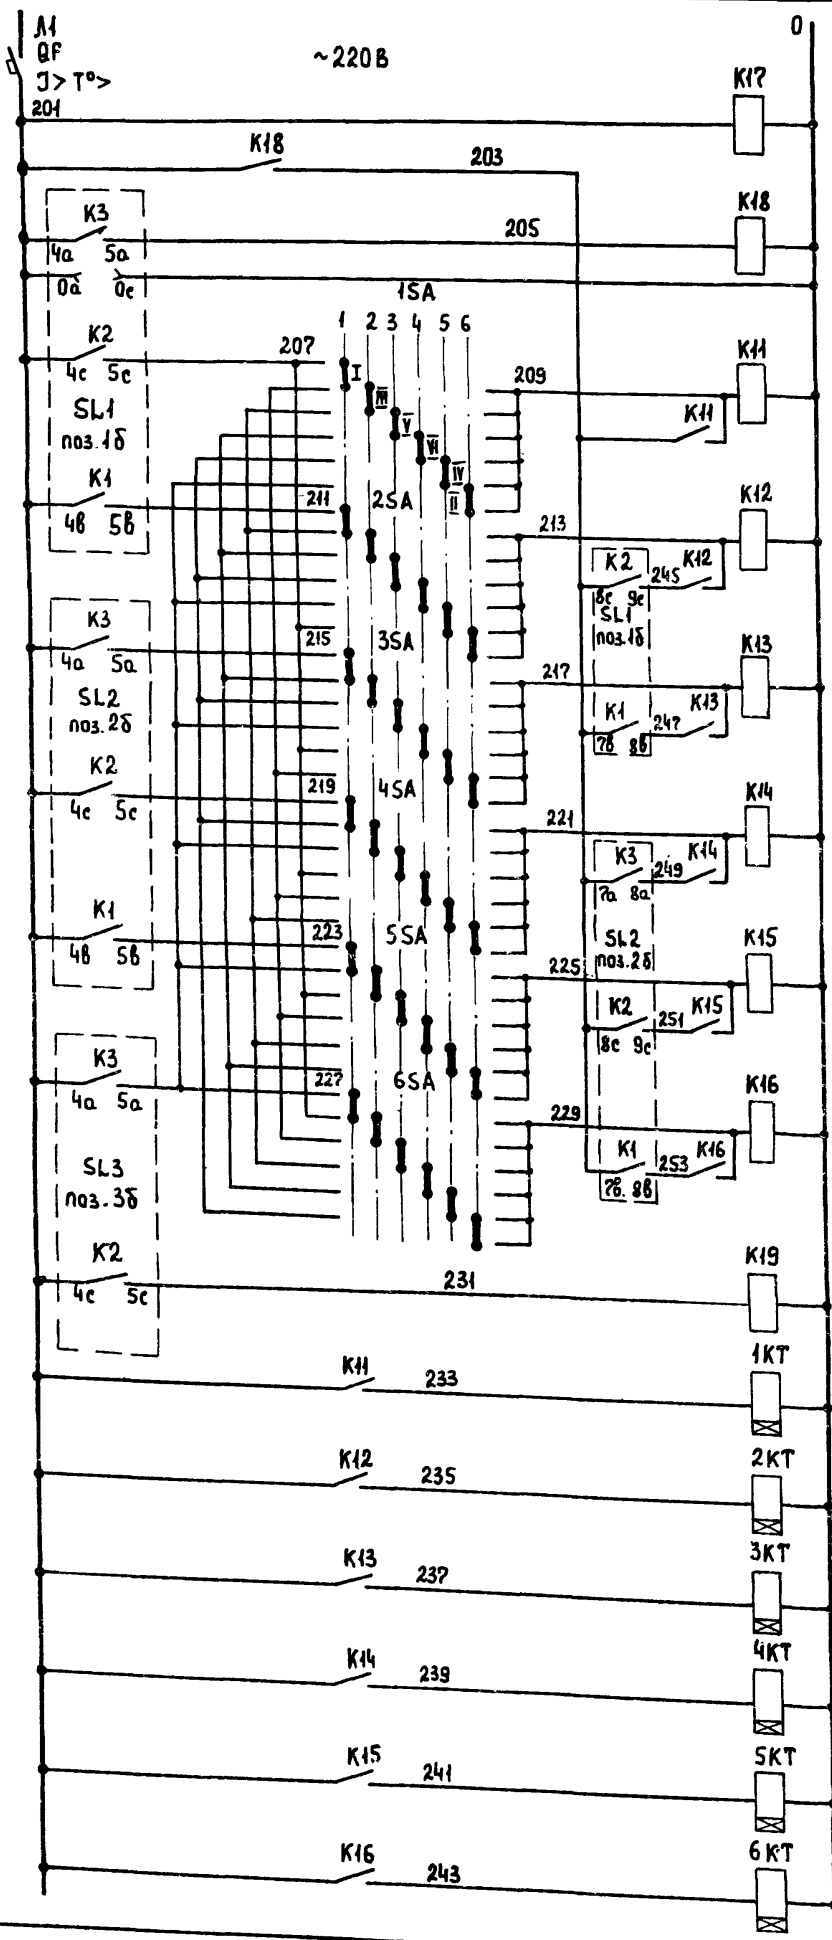 A1
QF
J> T°>
~220В
0
201
K17
K18
203
K3
4а 5а
205
K18
0а 0с
1SA
1 2 3 4 5 6
K2
4с 5с
207
I
III
V
VI
IV
II
209
K11
K11
SL1
поз.1б
K1
4в 5в
211
2SA
213
K12
K2
245
K12
8с 9с
SL1
поз.1б
K3
4а 5а
215
3SA
217
K13
SL2
поз.2б
K1
247
K13
7в 8в
K2
4с 5с
219
4SA
221
K14
K3
249
K14
7а 8а
K1
4в 5в
223
5SA
SL2
поз.2б
225
K15
K2
251
K15
8с 9с
K3
4а 5а
227
6SA
229
K16
SL3
поз.3б
K1
253
K16
7в. 8в
K2
4с 5с
231
K19
K11
233
1KT
K12
235
2KT
K13
237
3KT
K14
239
4KT
K15
241
5KT
K16
243
6KT